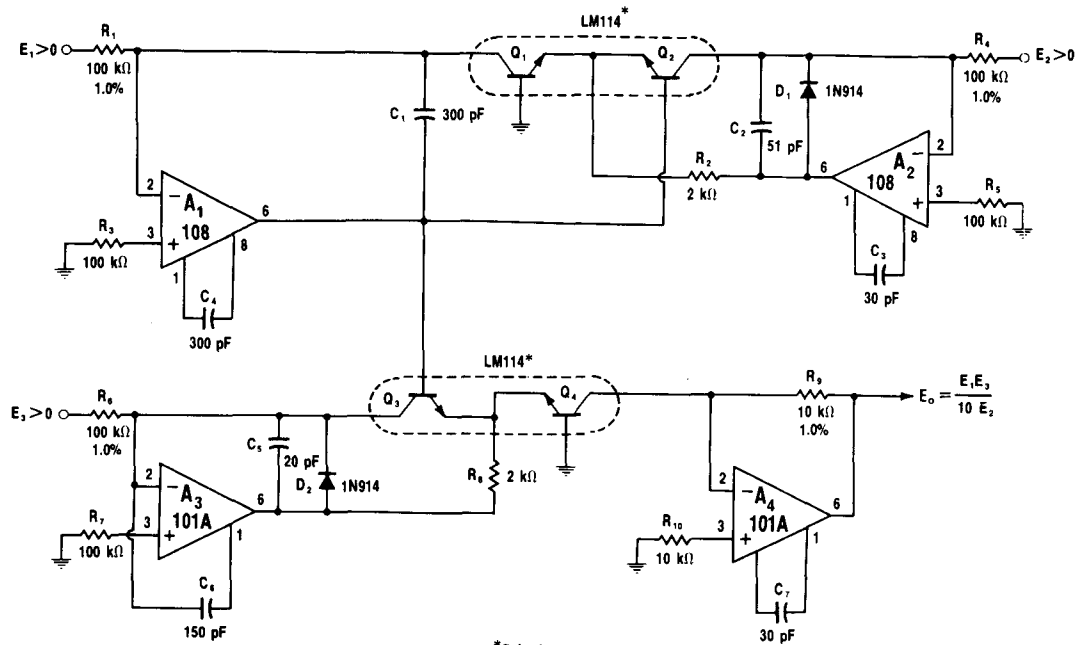 LM114*
E₁>0
R₁
100 kΩ
1.0%
Q₁
Q₂
R₄
100 kΩ
1.0%
E₂>0
C₁
300 pF
D₁
1N914
C₂
51 pF
R₂
2 kΩ
2
−
A₁
108
3
+
6
8
1
R₃
100 kΩ
C₄
300 pF
6
A₂
108
−
2
+
3
1
8
R₅
100 kΩ
C₃
30 pF
LM114*
E₃>0
R₆
100 kΩ
1.0%
Q₃
Q₄
R₉
10 kΩ
1.0%
Eₒ = E₁E₃ / 10 E₂
C₅
20 pF
D₂
1N914
R₈
2 kΩ
2
−
A₃
101A
3
+
6
1
R₇
100 kΩ
C₆
150 pF
2
−
A₄
101A
3
+
6
1
R₁₀
10 kΩ
C₇
30 pF